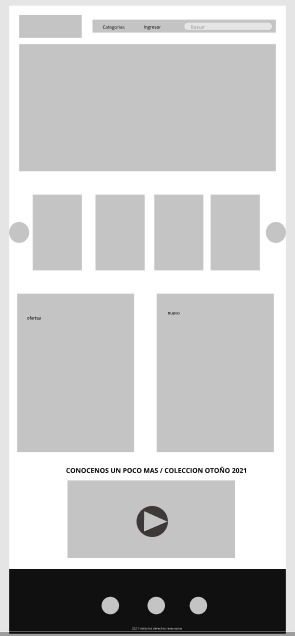 Categorias
Ingresar
Buscar
ofertas
nuevo
CONOCENOS UN POCO MAS / COLECCION OTOÑO 2021
2021 todos los derechos reservados